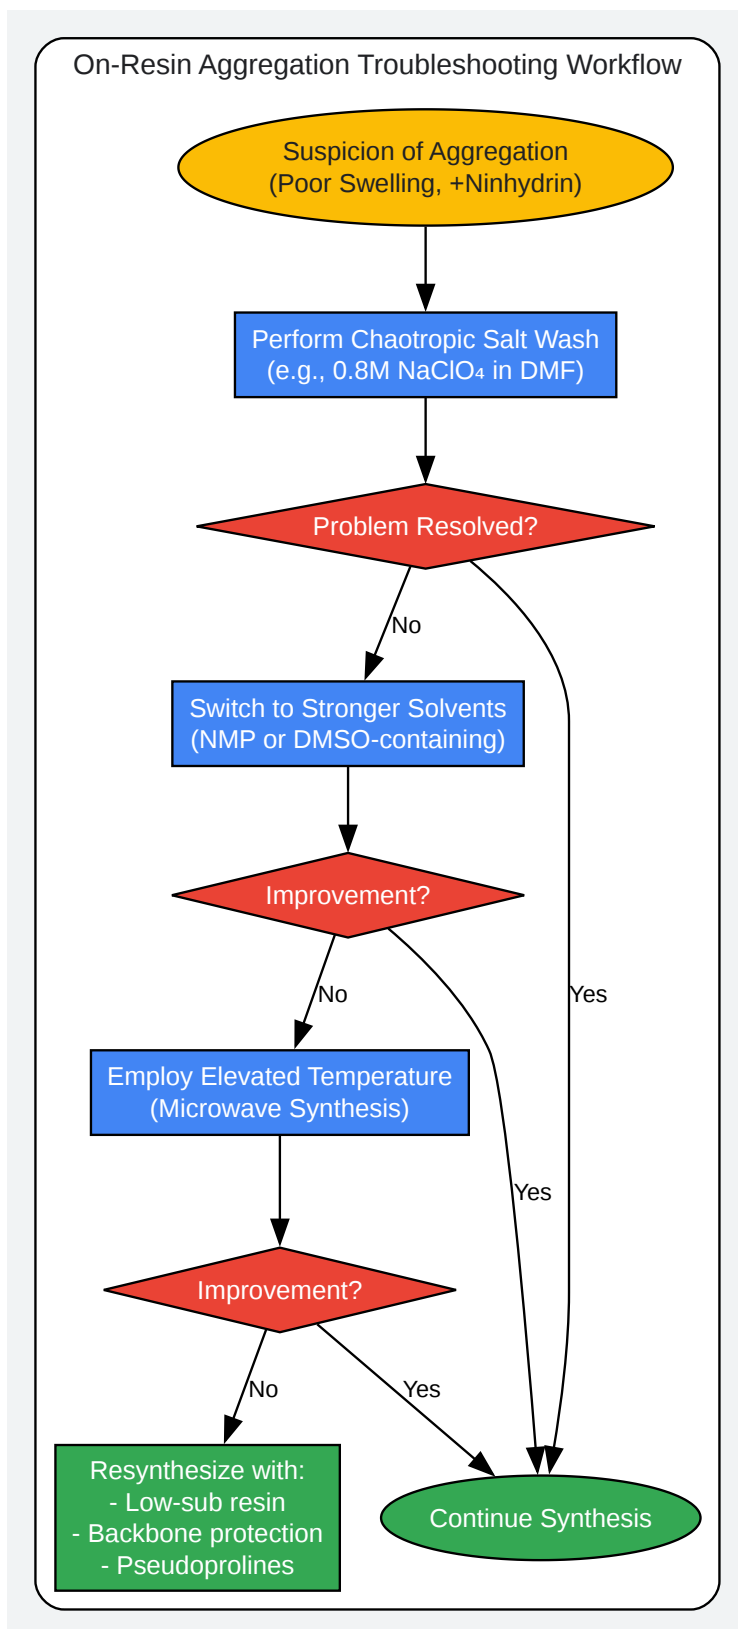 On-Resin Aggregation Troubleshooting Workflow
Suspicion of Aggregation
(Poor Swelling, +Ninhydrin)
Perform Chaotropic Salt Wash
(e.g., 0.8M NaClO₄ in DMF)
Problem Resolved?
No
Switch to Stronger Solvents
(NMP or DMSO-containing)
Improvement?
No
Yes
Employ Elevated Temperature
(Microwave Synthesis)
Yes
Improvement?
No
Yes
Resynthesize with:
- Low-sub resin
- Backbone protection
- Pseudoprolines
Continue Synthesis